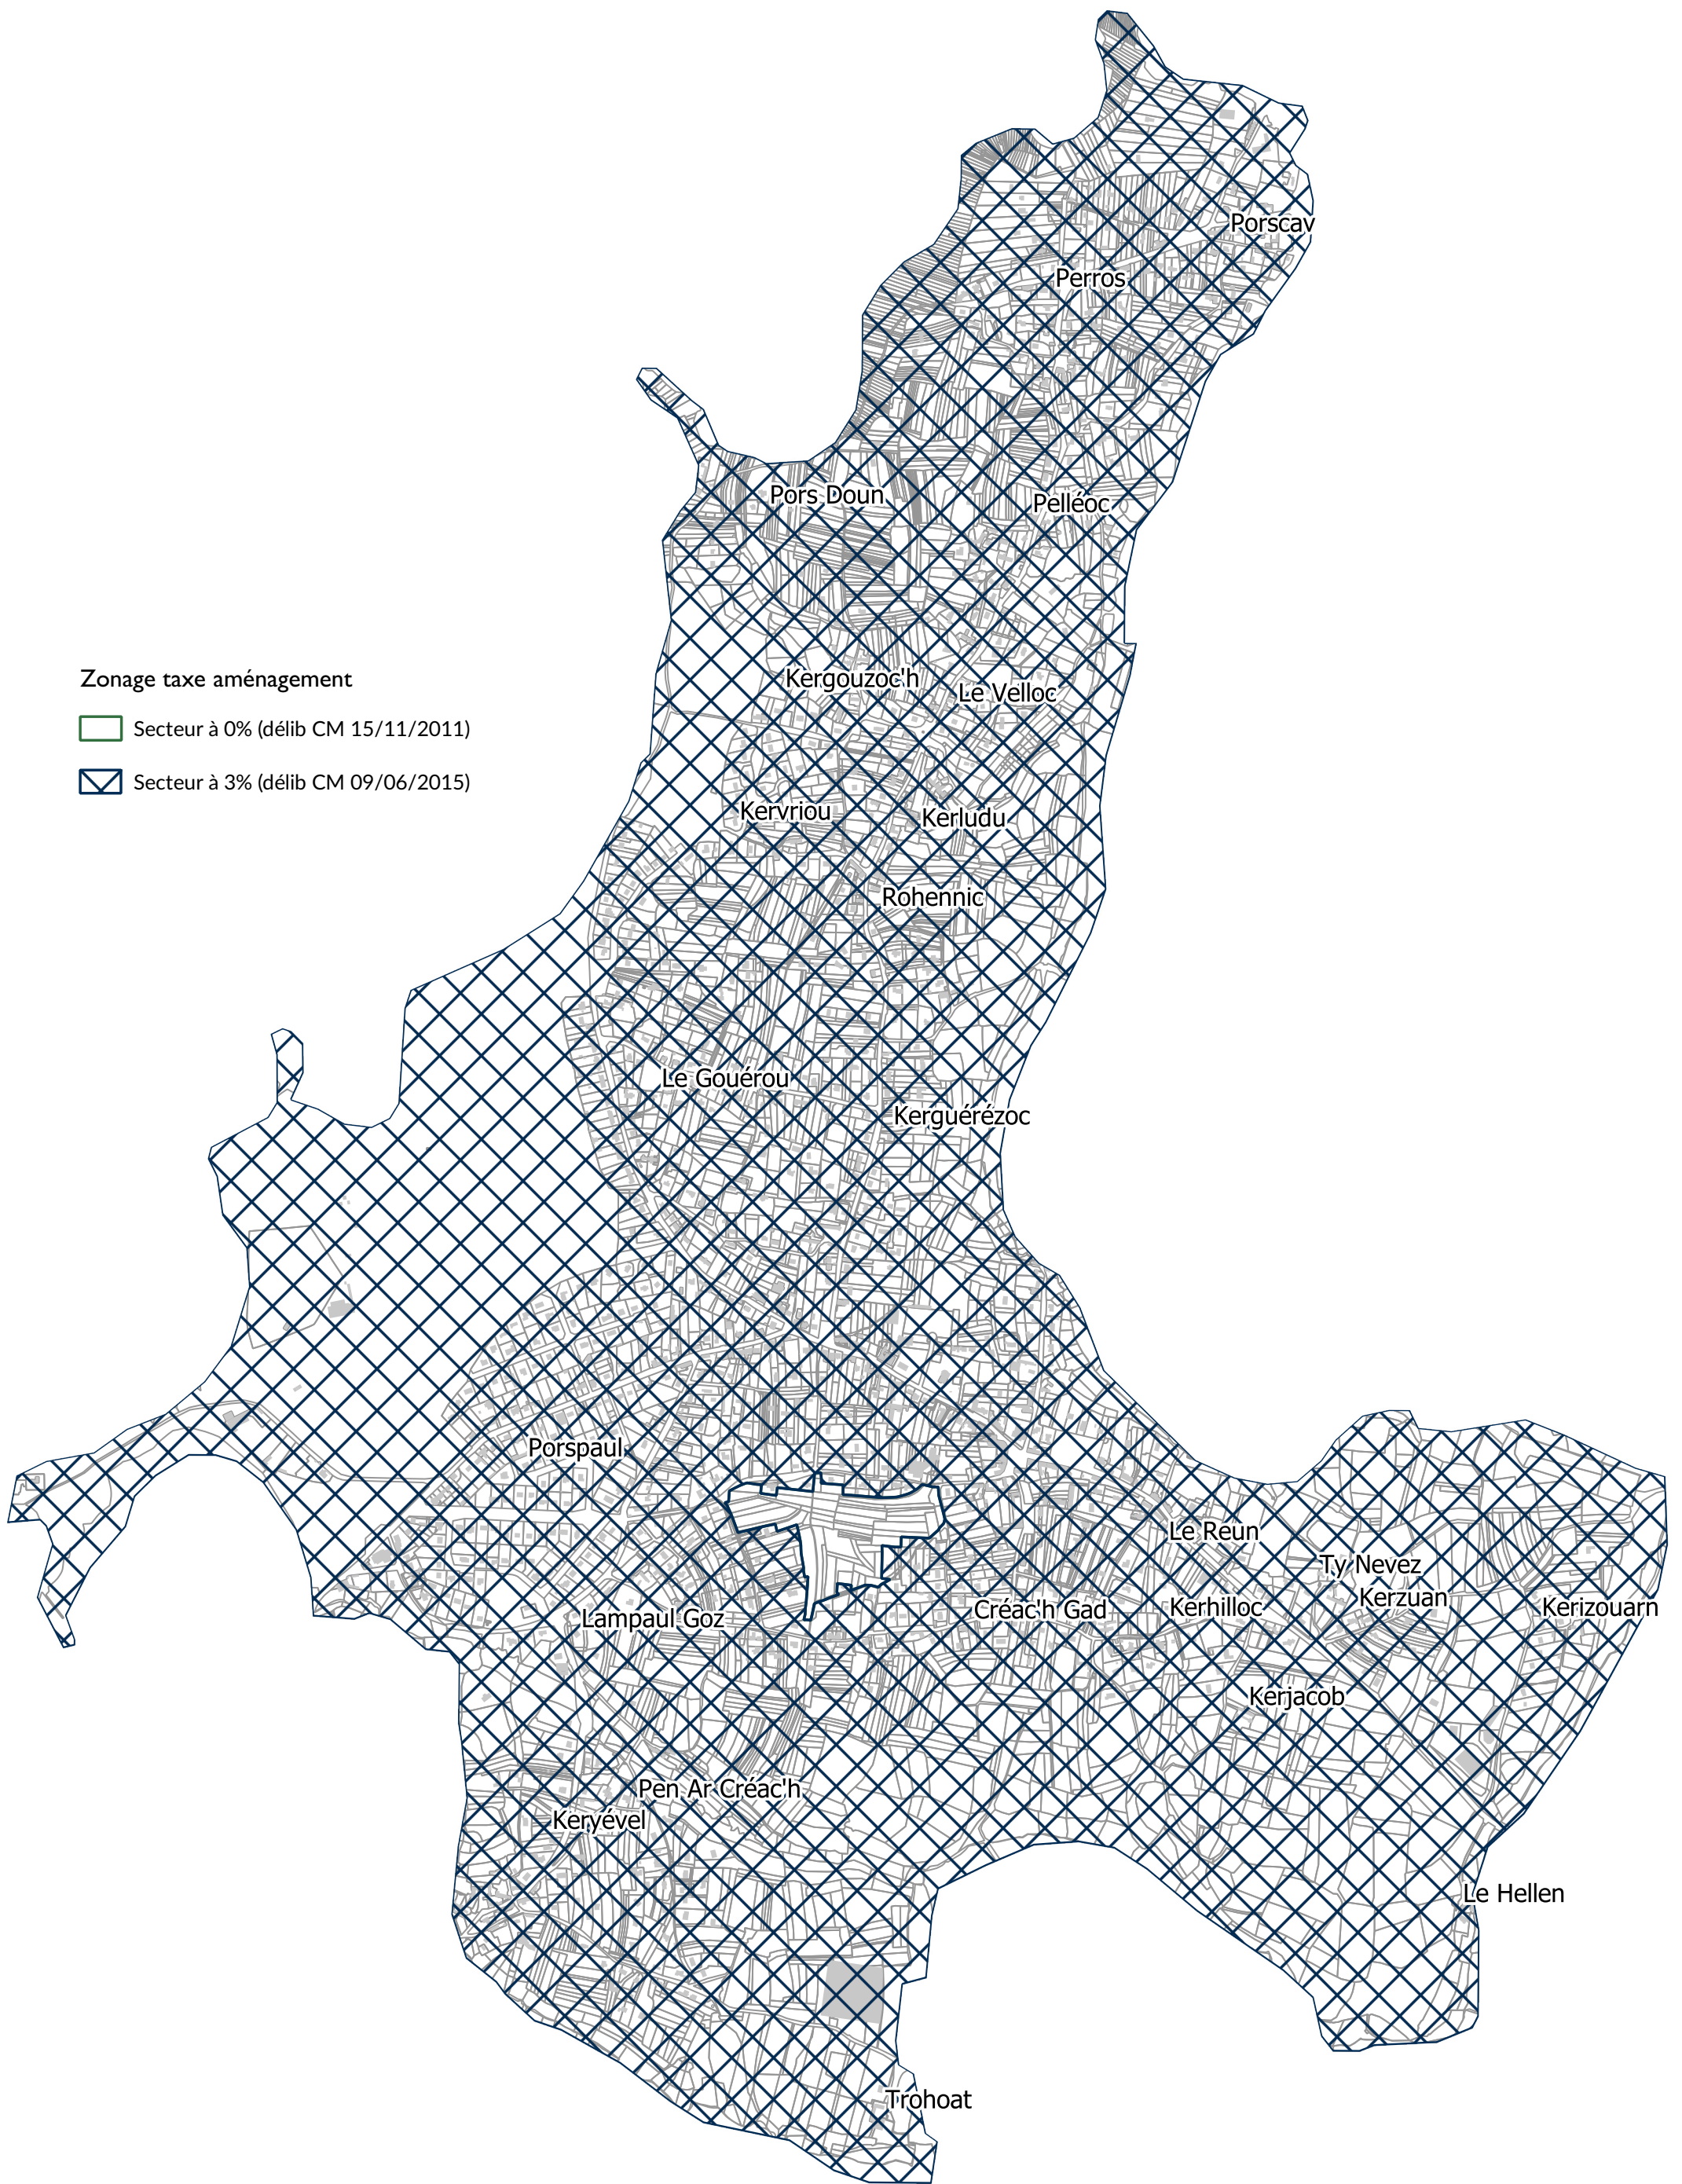 Porscav
Perros
Pors Doun
Pelléoc
Zonage taxe aménagement
Secteur à 0% (délib CM 15/11/2011)
Secteur à 3% (délib CM 09/06/2015)
Kergouzoc'h
Le Velloc
Kervriou
Kerludu
Rohennic
Le Gouérou
Kerguérézoc
Porspaul
Le Reun
Ty Nevez
Kerzuan
Lampaul Goz
Créac'h Gad
Kerhilloc
Kerizouarn
Kerjacob
Pen Ar Créac'h
Keryével
Le Hellen
Trohoat